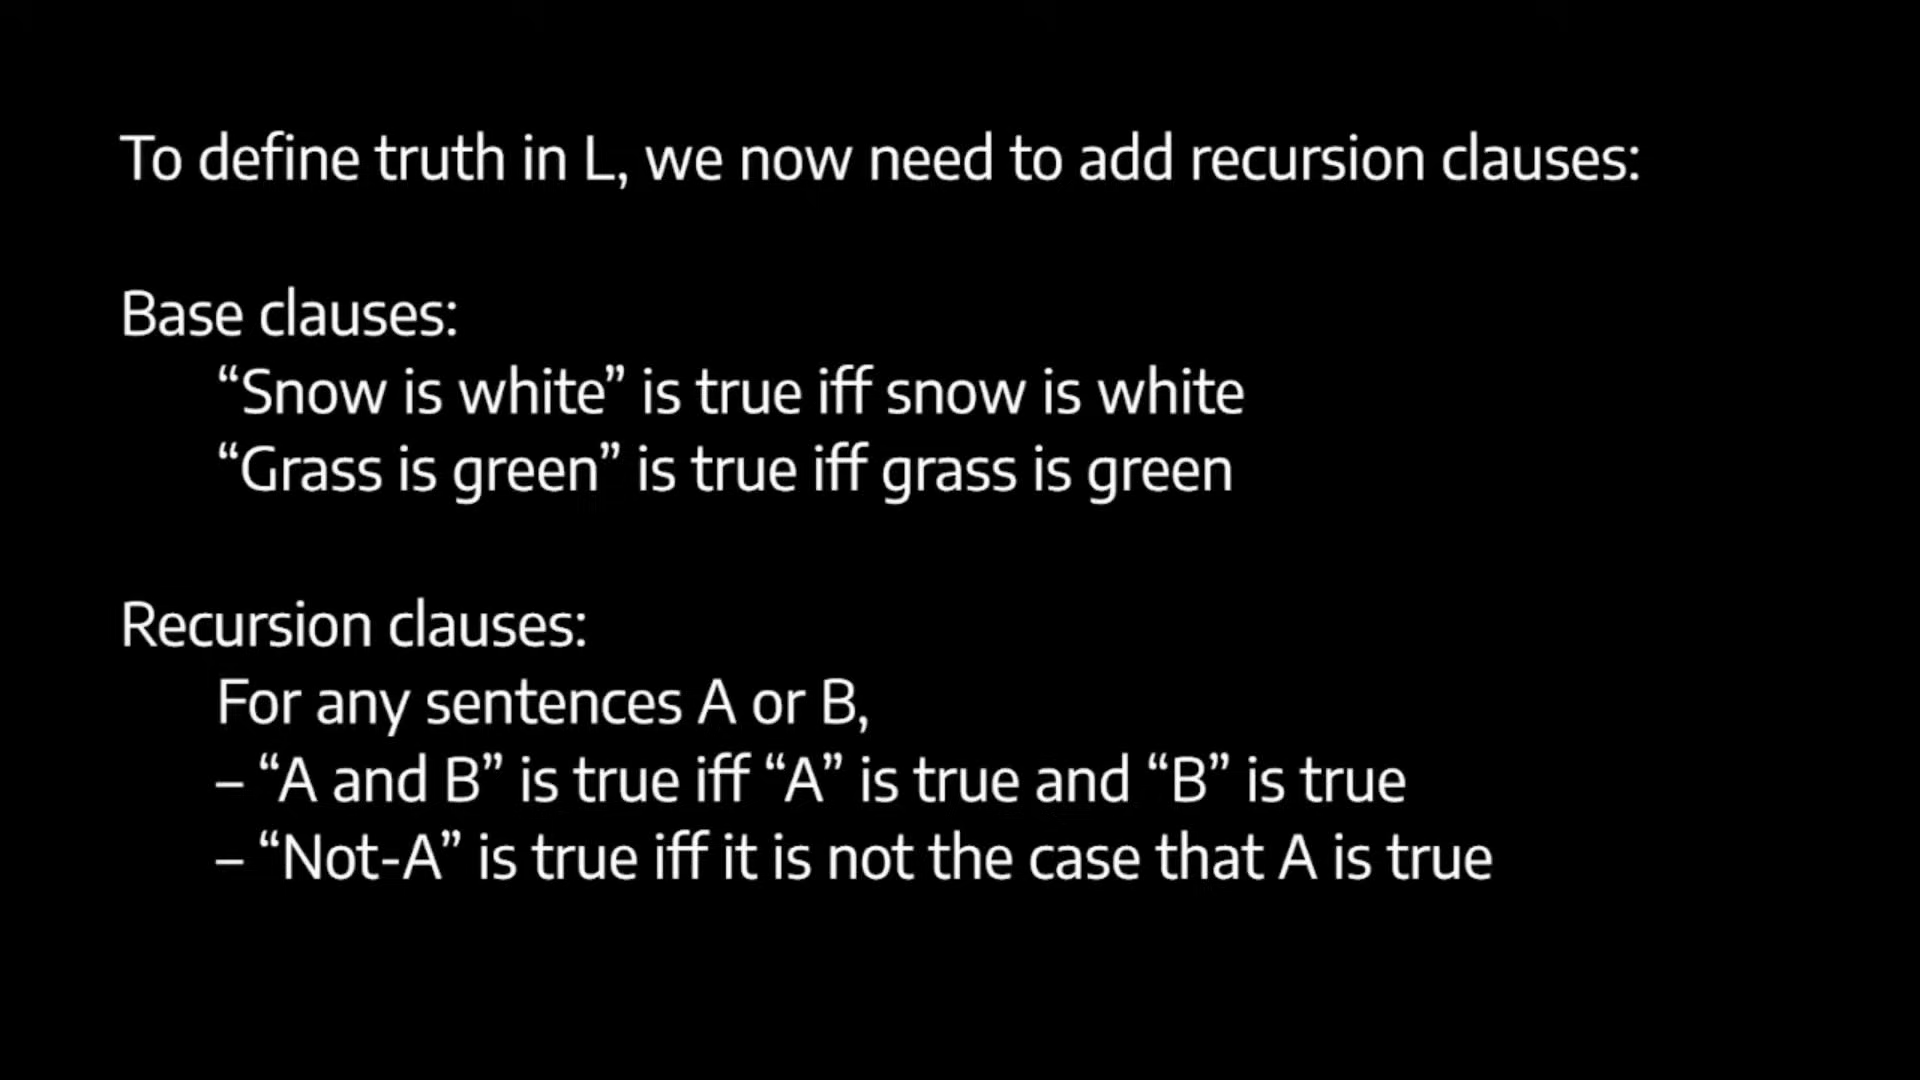 To define truth in L, we now need to add recursion clauses:
Base clauses:
“Snow is white” is true iff snow is white
“Grass is green” is true iff grass is green
Recursion clauses:
For any sentences A or B,
– “A and B” is true iff “A” is true and “B” is true
– “Not-A” is true iff it is not the case that A is true